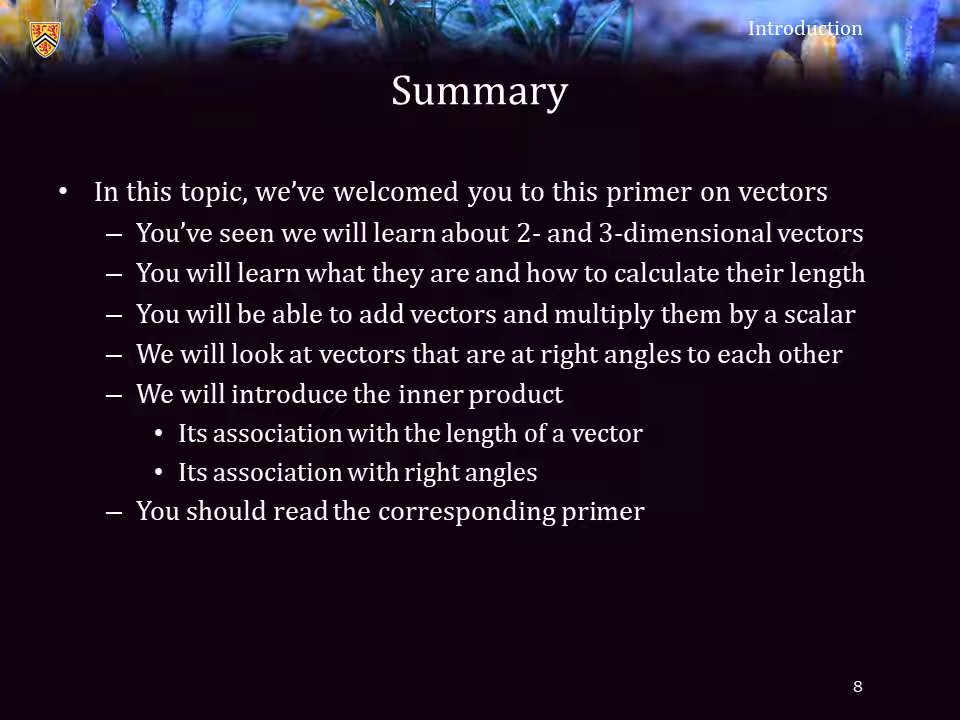 Introduction
Summary
• In this topic, we’ve welcomed you to this primer on vectors
– You’ve seen we will learn about 2- and 3-dimensional vectors
– You will learn what they are and how to calculate their length
– You will be able to add vectors and multiply them by a scalar
– We will look at vectors that are at right angles to each other
– We will introduce the inner product
• Its association with the length of a vector
• Its association with right angles
– You should read the corresponding primer
8